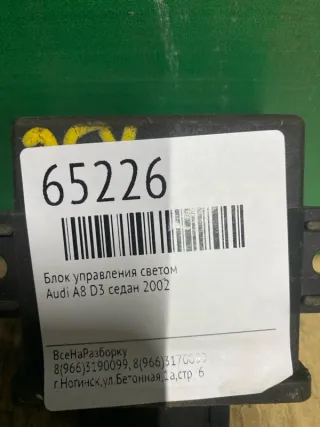 65226
Блок управления светом
Audi A8 D3 седан 2002
ВсеНаРазборку
8(966)3190099, 8(966)3170099
г.Ногинск,ул.Бетонная,1а,стр. 6